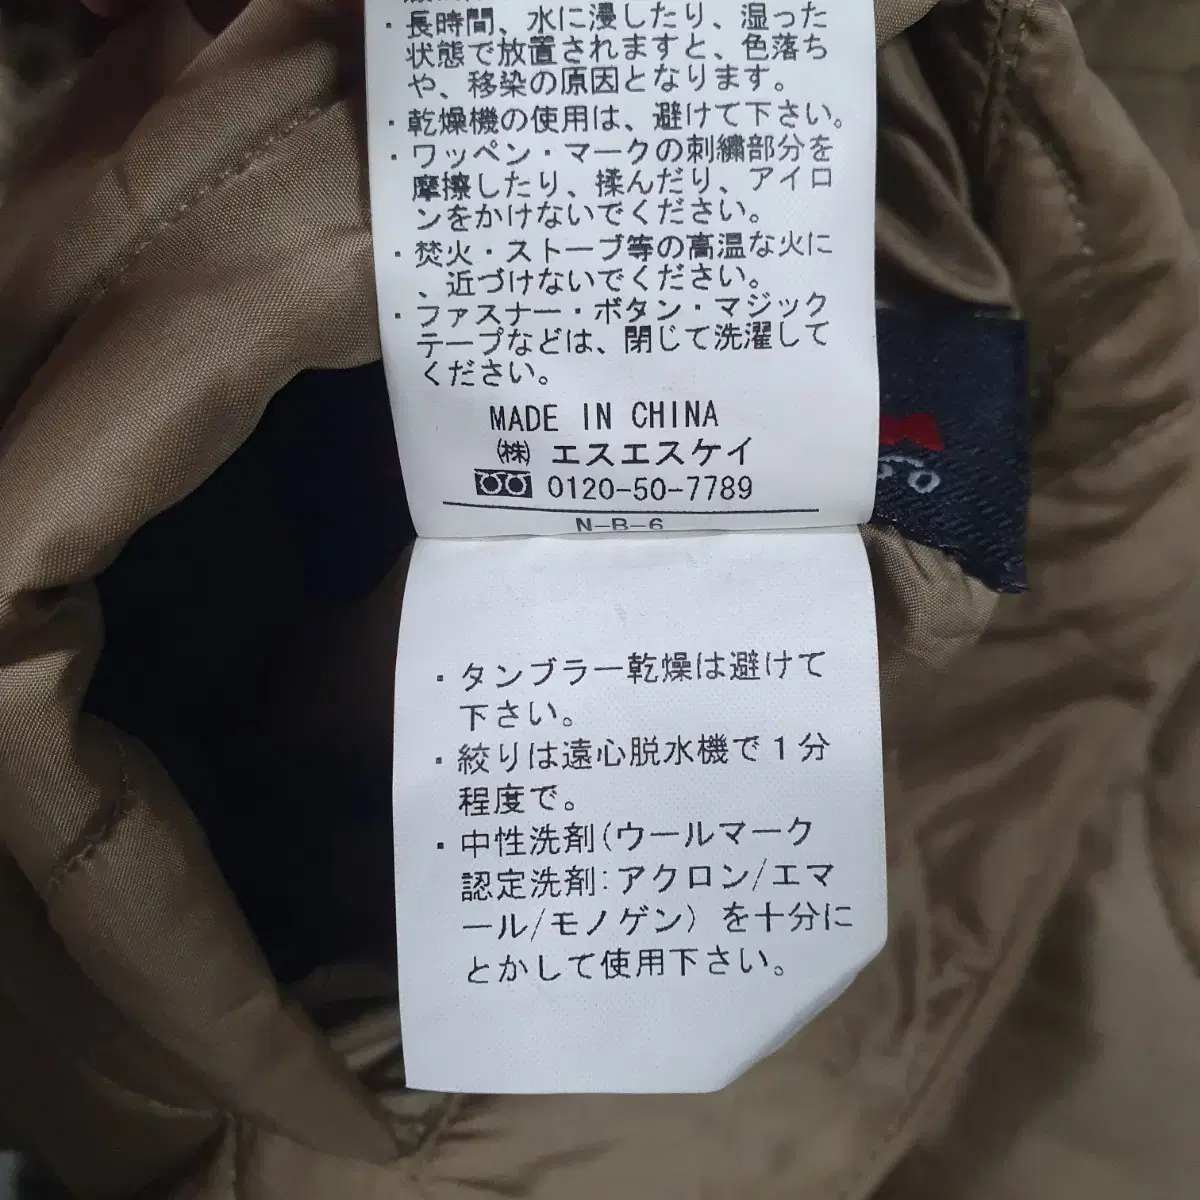 ・長時間、水に浸したり、湿った
状態で放置されますと、色落ち
や、移染の原因となります。
・乾燥機の使用は、避けて下さい。
・ワッペン・マークの刺繍部分を
摩擦したり、揉んだり、アイロ
ンをかけないでください。
・焚火・ストーブ等の高温な火に
、近づけないでください。
・ファスナー・ボタン・マジック
テープなどは、閉じて洗濯して
ください。
MADE IN CHINA
㈱ エスエスケイ
0120-50-7789
N-B-6
・タンブラー乾燥は避けて
下さい。
・絞りは遠心脱水機で1分
程度で。
・中性洗剤(ウールマーク
認定洗剤:アクロン/エマ
ール/モノゲン) を十分に
とかして使用下さい。